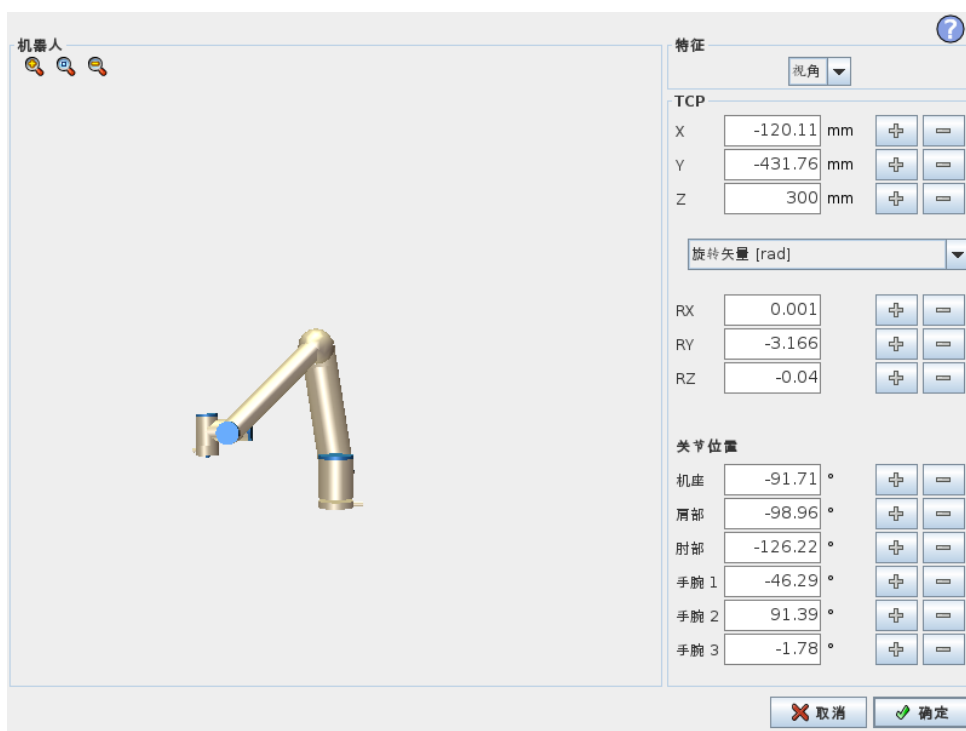 ?
机器人
特征
视角
TCP
X -120.11 mm
Y -431.76 mm
Z 300 mm
旋转矢量 [rad]
RX 0.001
RY -3.166
RZ -0.04
关节位置
机座 -91.71 °
肩部 -98.96 °
肘部 -126.22 °
手腕 1 -46.29 °
手腕 2 91.39 °
手腕 3 -1.78 °
取消 确定